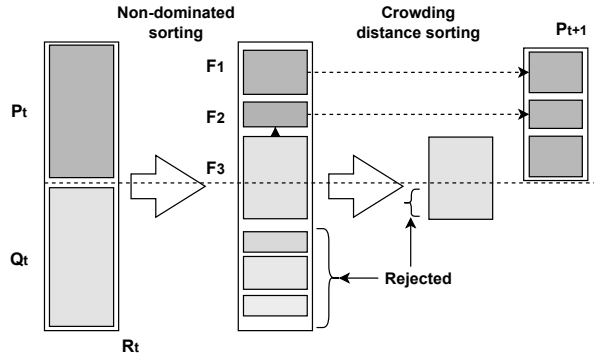 Non-dominated
sorting
Crowding
distance sorting
Pt+1
F1
Pt
F2
F3
Qt
Rejected
Rt